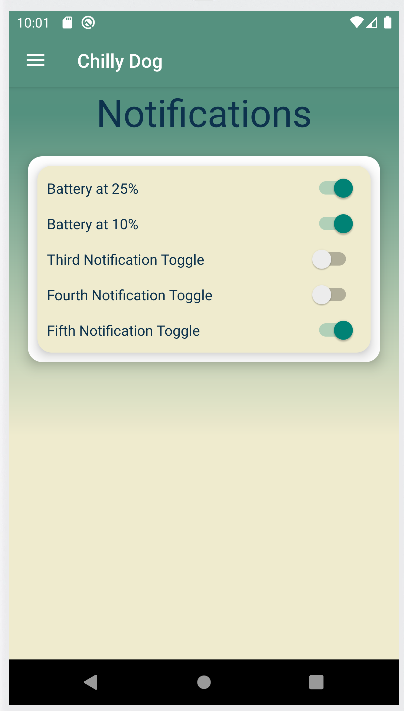 10:01
Chilly Dog
Notifications
Battery at 25%
Battery at 10%
Third Notification Toggle
Fourth Notification Toggle
Fifth Notification Toggle